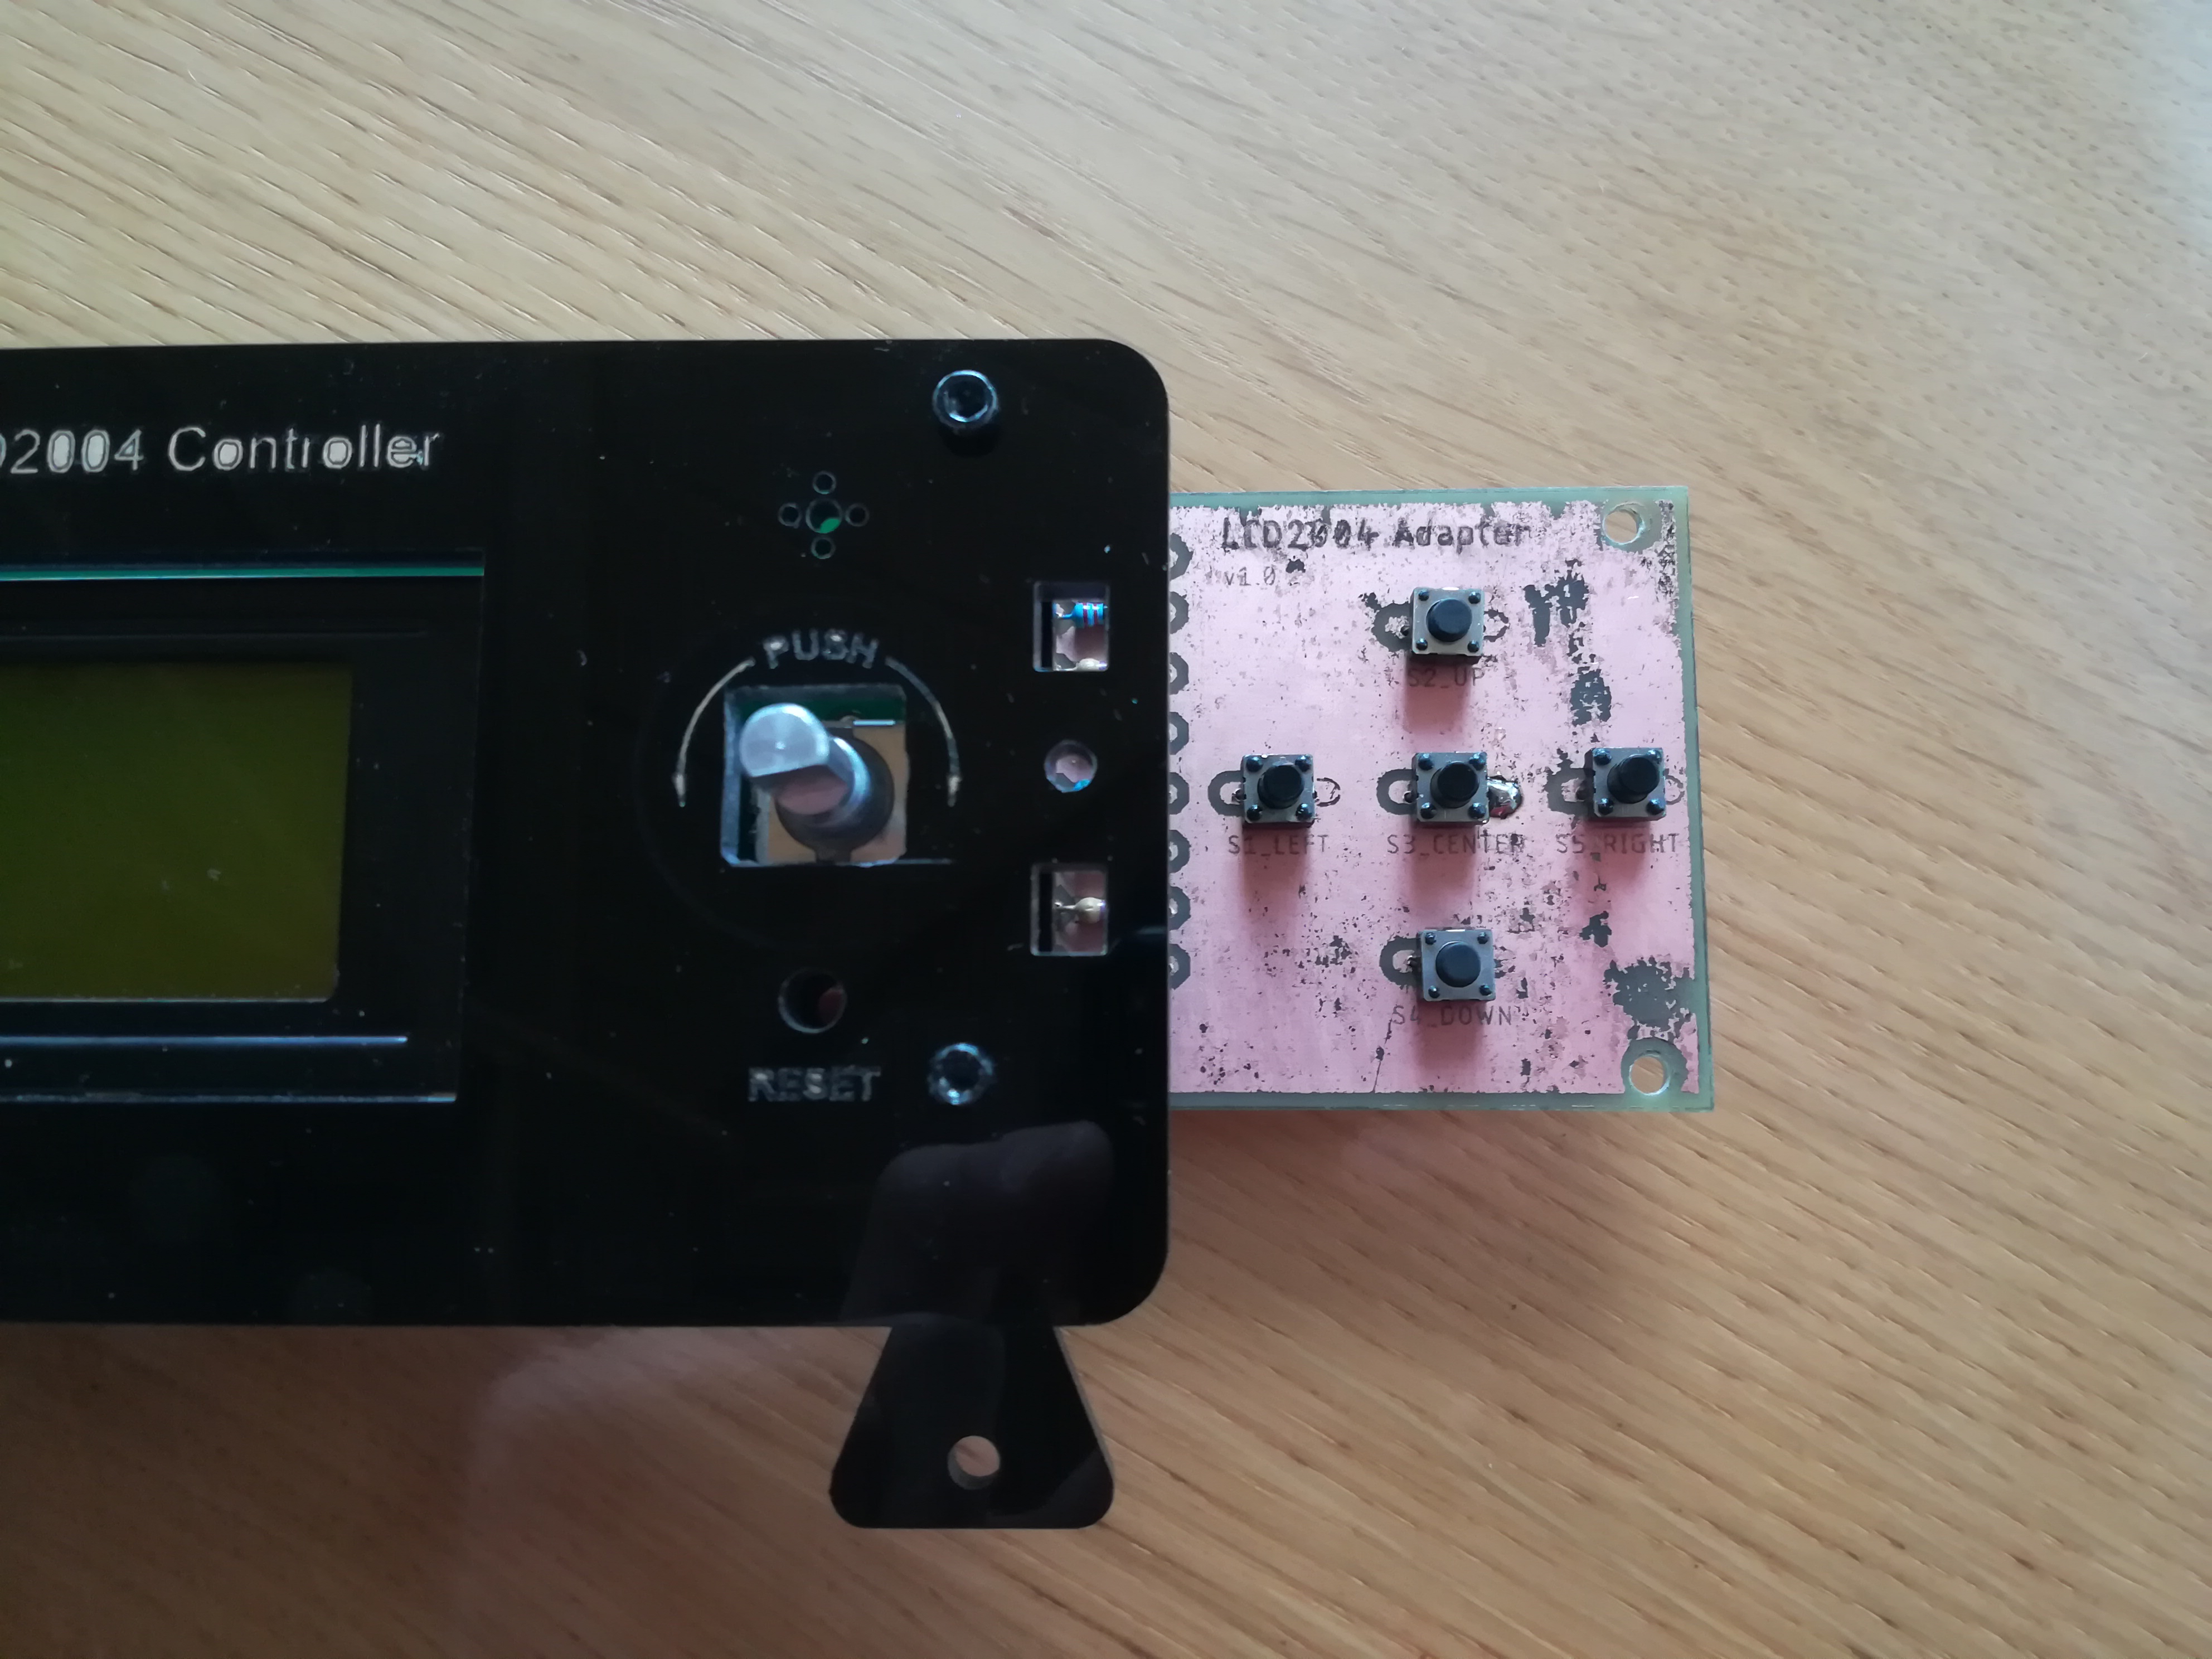 2004 Controller
PUSH
RESET
LCD2004 Adapter
v1.0
S2_UP
S1_LEFT
S3_CENTER
S5_RIGHT
S4_DOWN